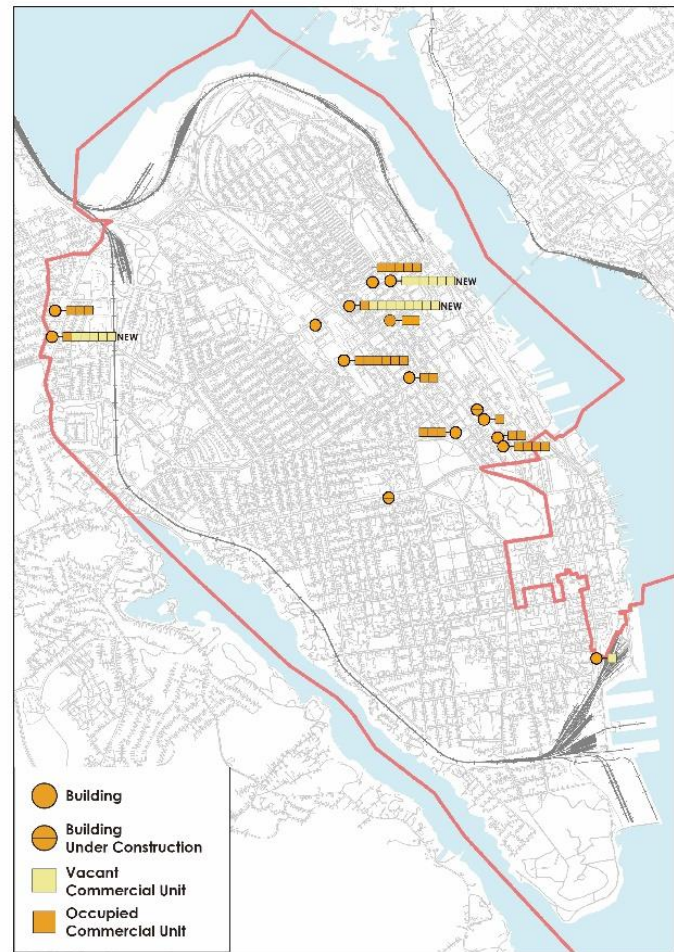 NEW
NEW
NEW
Building
Building
Under Construction
Vacant
Commercial Unit
Occupied
Commercial Unit